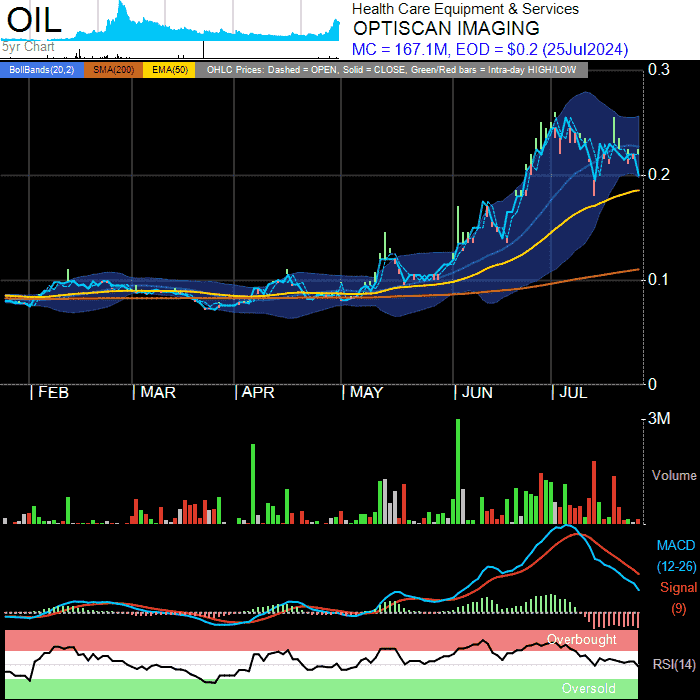 OIL
5yr Chart
Health Care Equipment & Services
OPTISCAN IMAGING
MC = 167.1M, EOD = $0.2 (25Jul2024)
BollBands(20,2) SMA(200) EMA(50) OHLC Prices: Dashed = OPEN, Solid = CLOSE, Green/Red bars = Intra-day HIGH/LOW
0.3
0.2
0.1
0
FEB MAR APR MAY JUN JUL
3M
Volume
MACD
(12-26)
Signal
(9)
Overbought
RSI(14)
Oversold